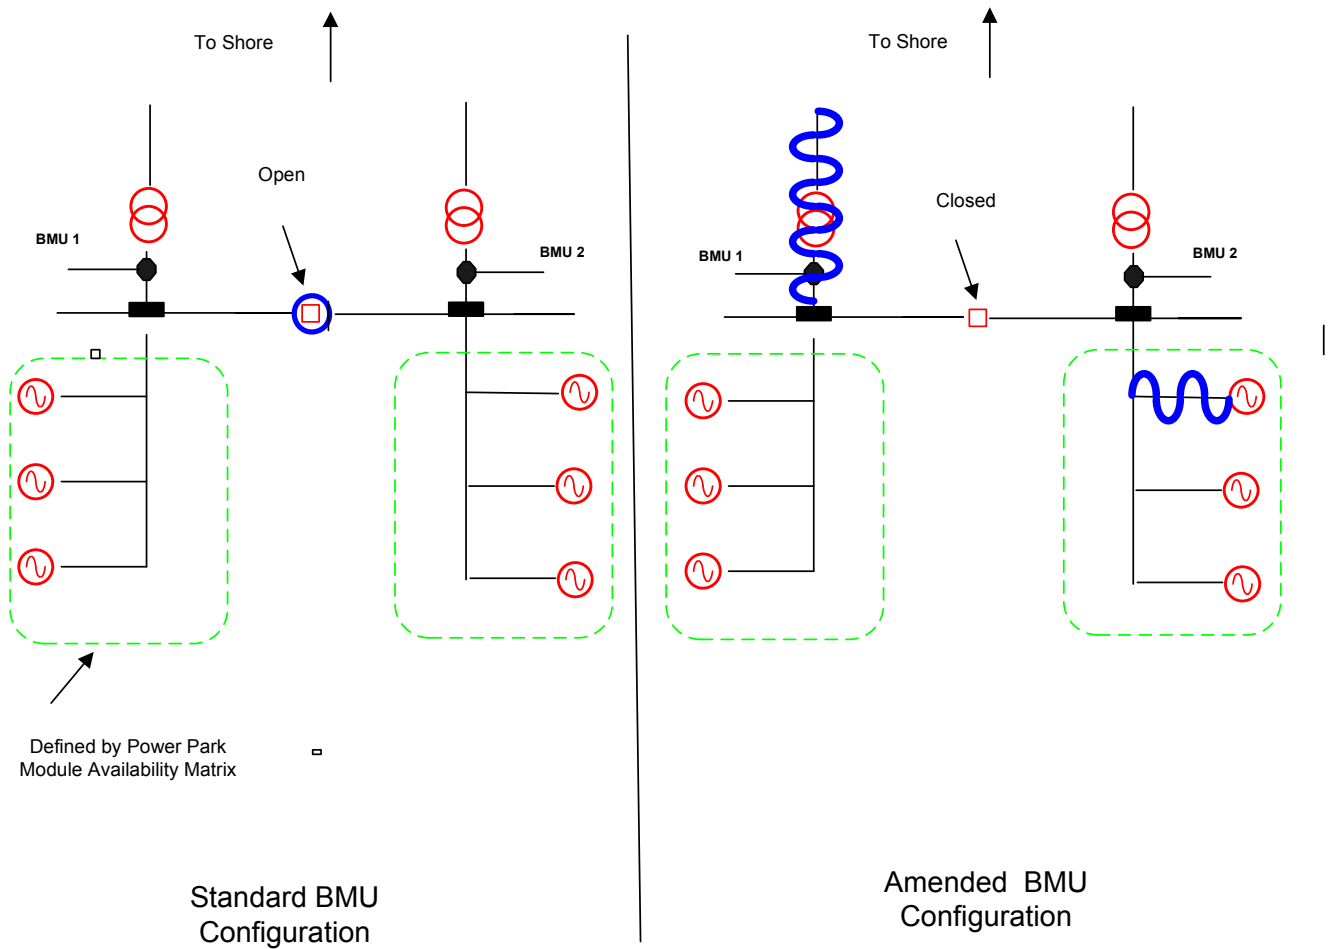 To Shore
Open
BMU 1
BMU 2
Defined by Power Park
Module Availability Matrix
Standard BMU
Configuration
To Shore
Closed
BMU 1
BMU 2
Amended BMU
Configuration